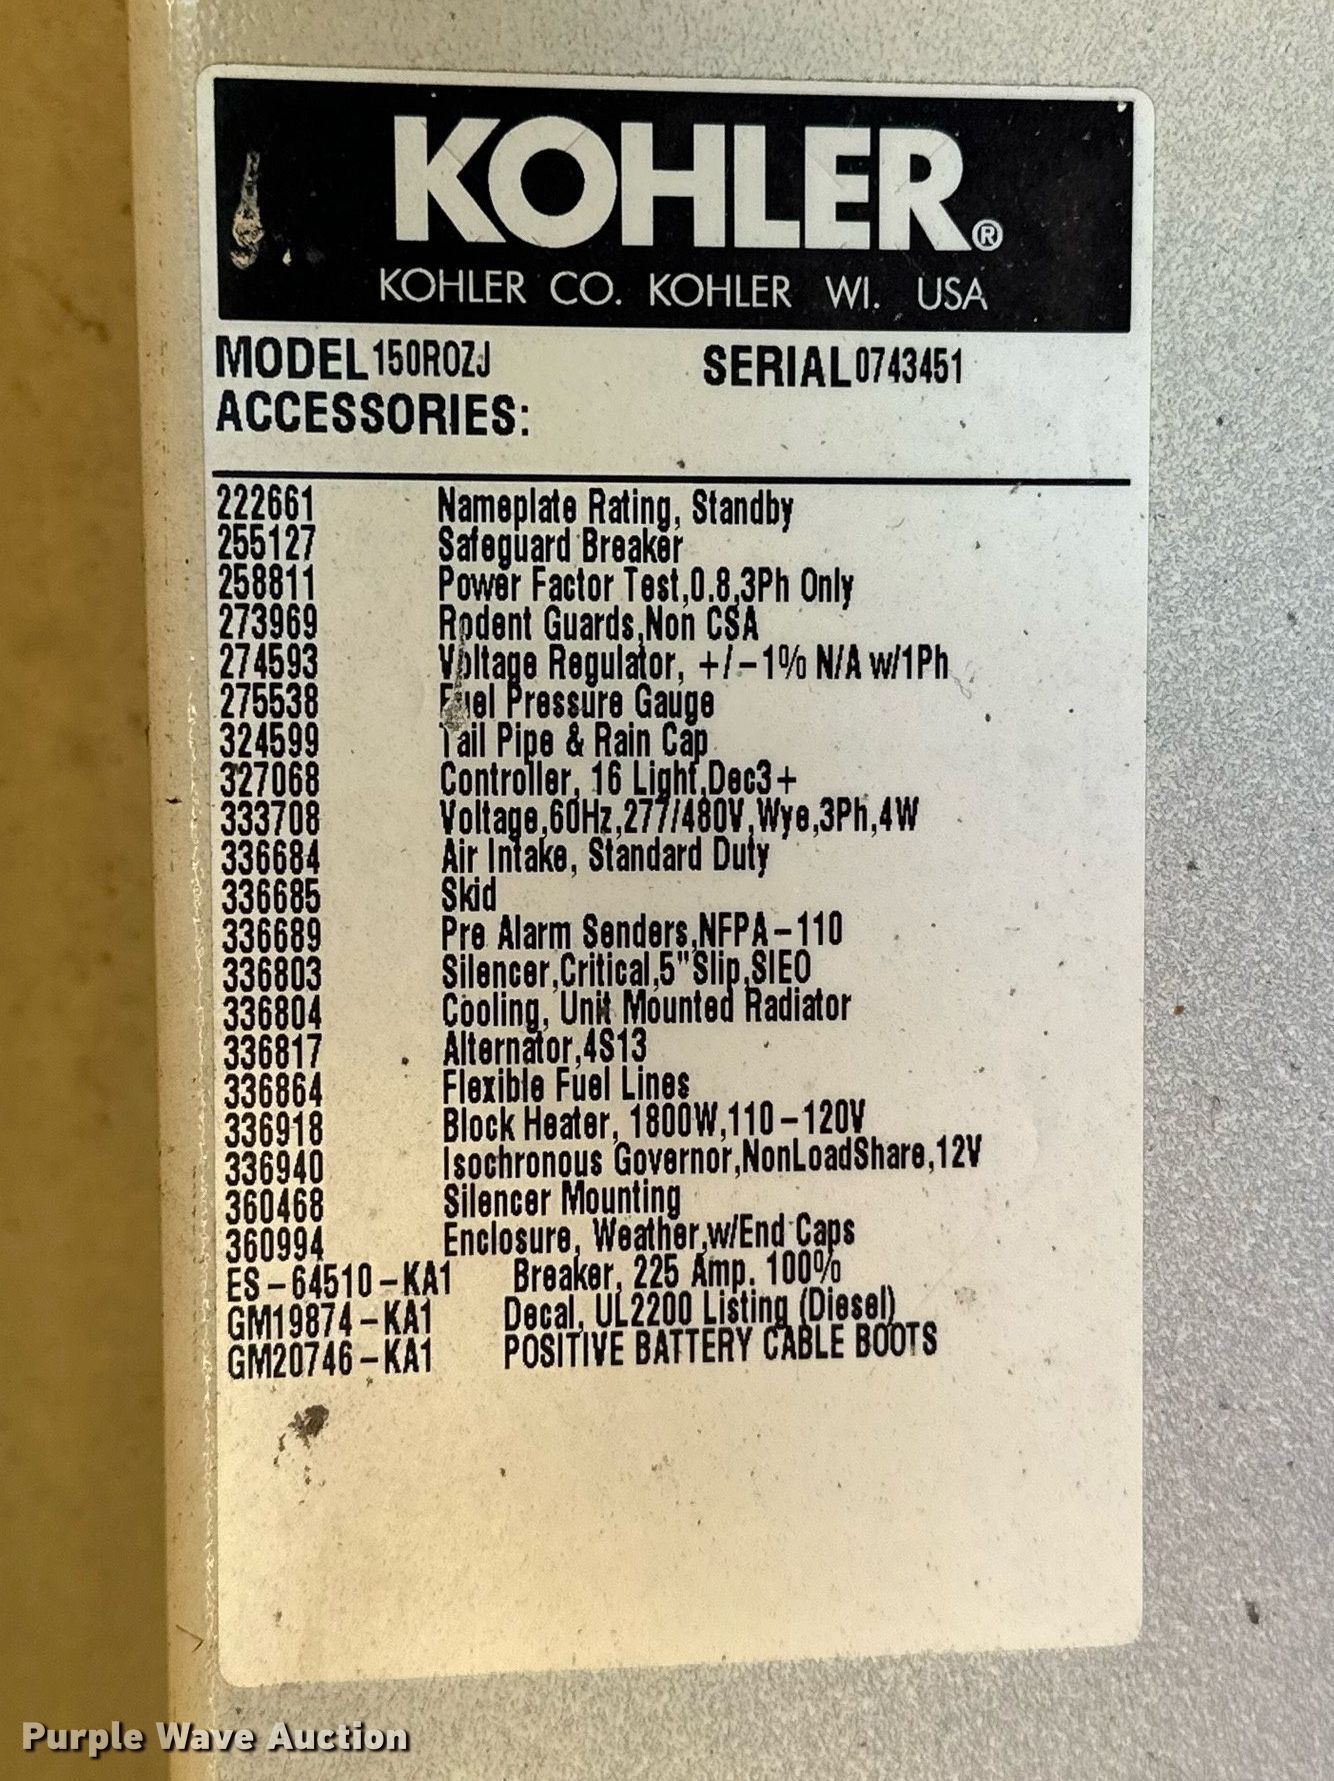 KOHLER®
KOHLER CO. KOHLER WI. USA
MODEL 150ROZJ SERIAL 0743451
ACCESSORIES:
222661 Nameplate Rating, Standby
255127 Safeguard Breaker
258811 Power Factor Test,0.8,3Ph Only
273969 Rodent Guards,Non CSA
274593 Voltage Regulator, +/-1% N/A w/1Ph
275538 Fuel Pressure Gauge
324599 Tail Pipe & Rain Cap
327068 Controller, 16 Light,Dec3+
333708 Voltage,60Hz,277/480V,Wye,3Ph,4W
336684 Air Intake, Standard Duty
336685 Skid
336689 Pre Alarm Senders,NFPA-110
336803 Silencer,Critical,5"Slip,SIEO
336804 Cooling, Unit Mounted Radiator
336817 Alternator,4S13
336864 Flexible Fuel Lines
336918 Block Heater, 1800W,110-120V
336940 Isochronous Governor,NonLoadShare,12V
360468 Silencer Mounting
360994 Enclosure, Weather,w/End Caps
ES-64510-KA1 Breaker, 225 Amp, 100%
GM19874-KA1 Decal, UL2200 Listing (Diesel)
GM20746-KA1 POSITIVE BATTERY CABLE BOOTS
Purple Wave Auction